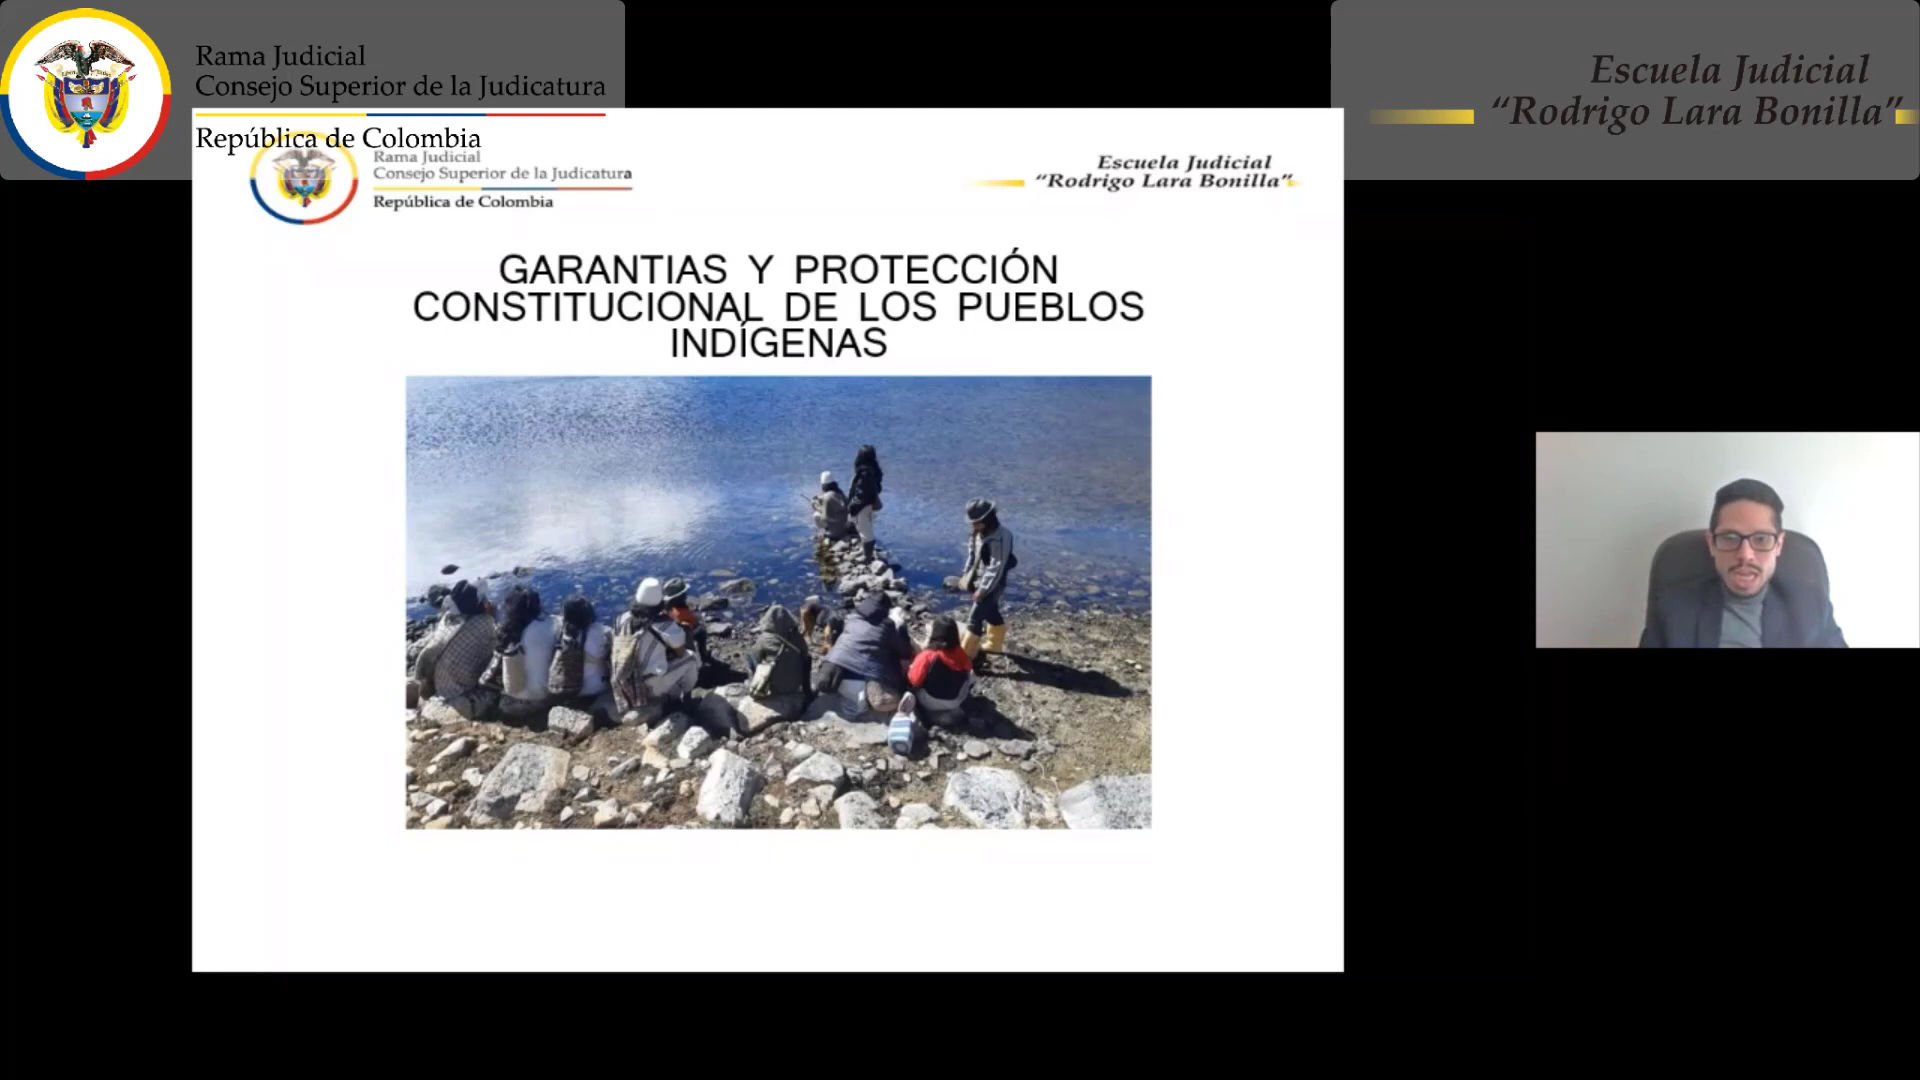 Rama Judicial
Consejo Superior de la Judicatura
República de Colombia
Escuela Judicial
“Rodrigo Lara Bonilla”
Rama Judicial
Consejo Superior de la Judicatura
República de Colombia
Escuela Judicial
“Rodrigo Lara Bonilla”
GARANTIAS Y PROTECCIÓN
CONSTITUCIONAL DE LOS PUEBLOS
INDÍGENAS